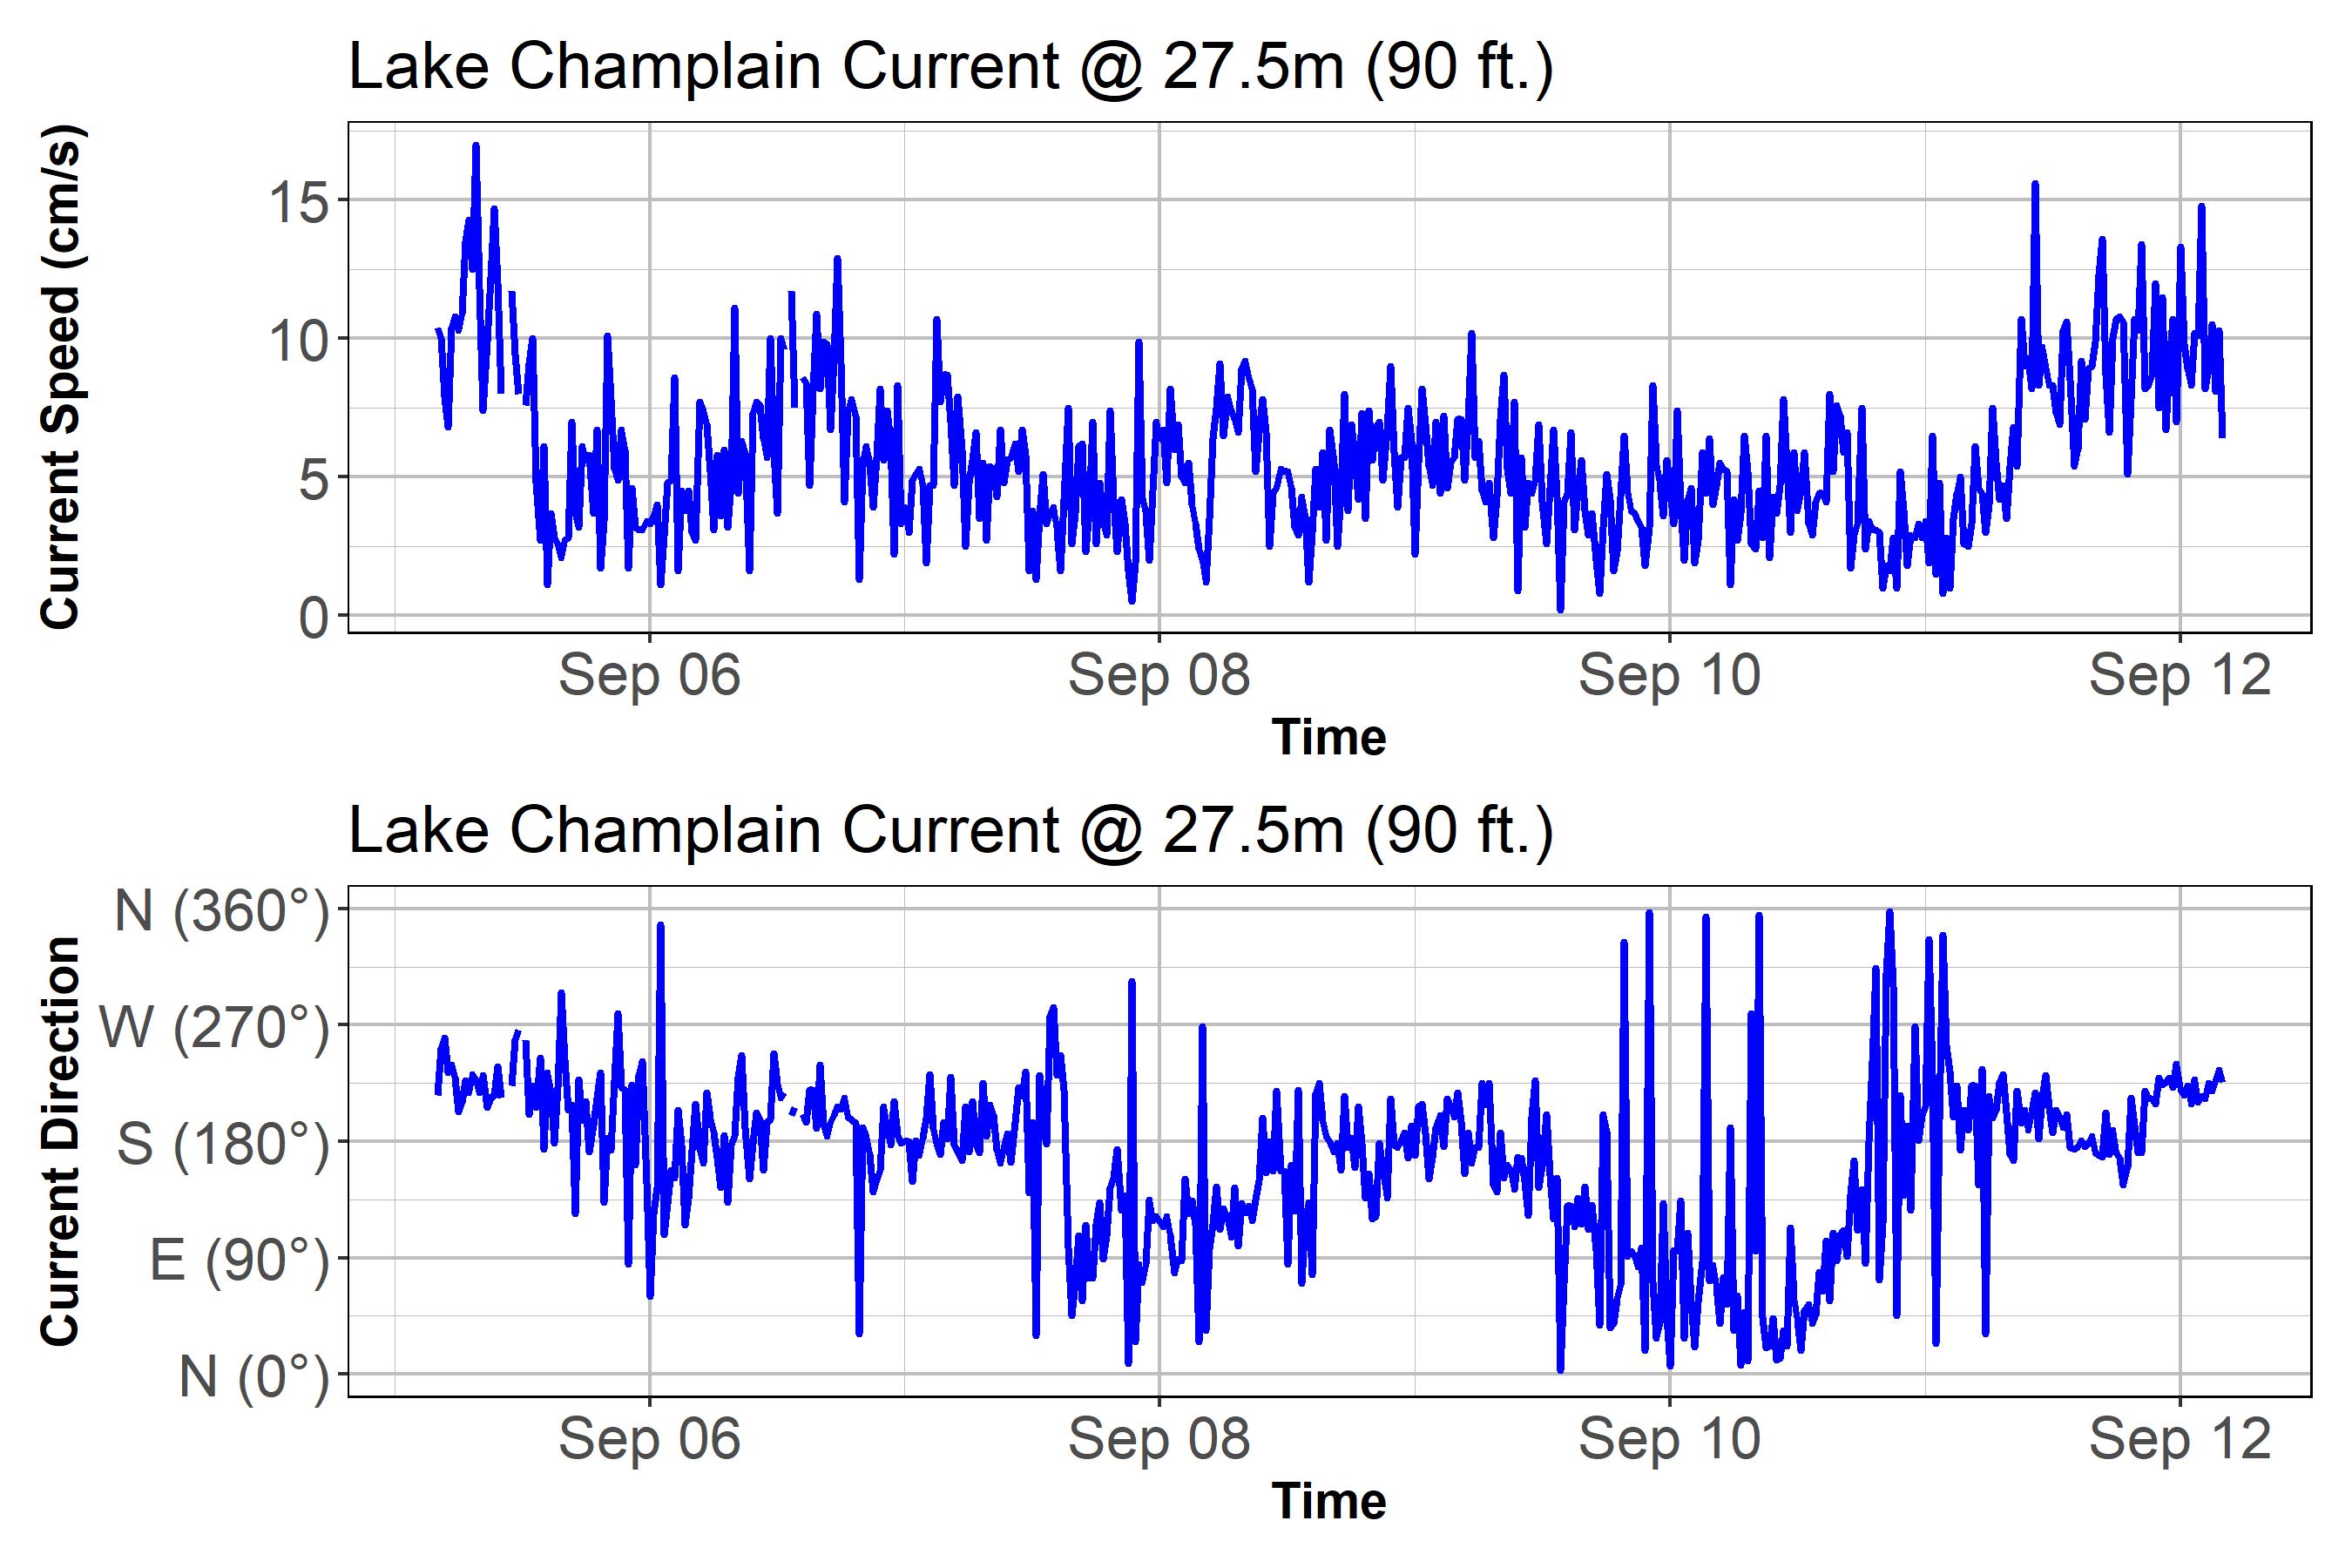 Lake Champlain Current @ 27.5m (90 ft.)
Current Speed (cm/s)
15
10
5
0
Sep 06 Sep 08 Sep 10 Sep 12
Time
Lake Champlain Current @ 27.5m (90 ft.)
Current Direction
N (360°)
W (270°)
S (180°)
E (90°)
N (0°)
Sep 06 Sep 08 Sep 10 Sep 12
Time